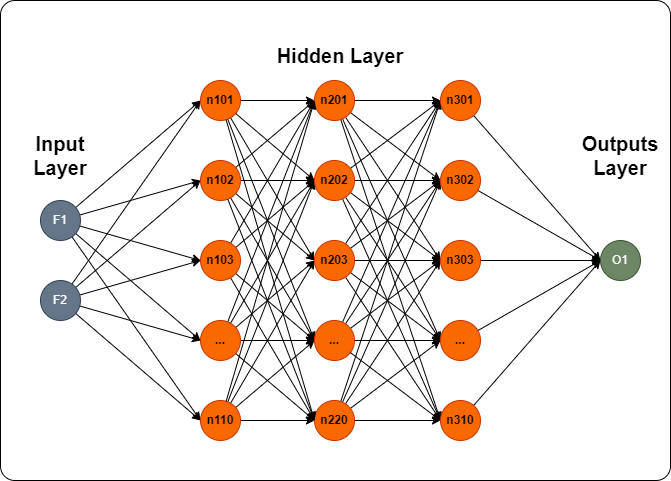 Hidden Layer
Input
Layer
Outputs
Layer
F1
F2
n101
n102
n103
...
n110
n201
n202
n203
...
n220
n301
n302
n303
...
n310
O1